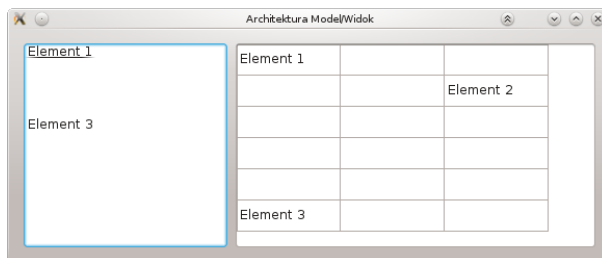 Architektura Model/Widok
Element 1
Element 3
Element 1
Element 2
Element 3